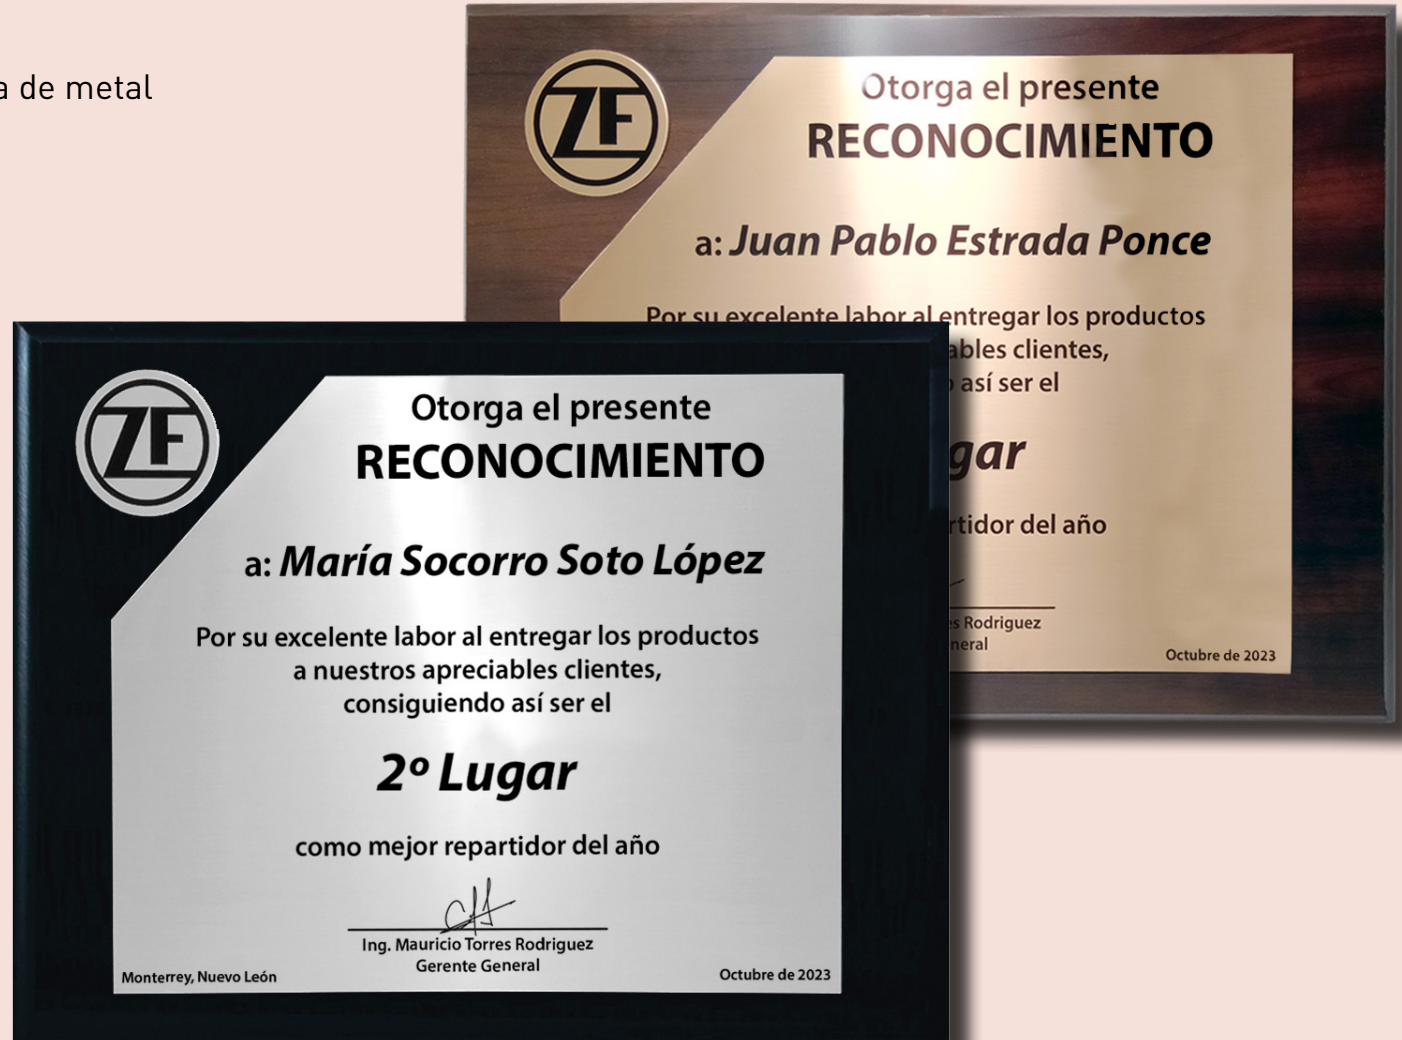 a de metal
ZF
Otorga el presente
RECONOCIMIENTO
a: Juan Pablo Estrada Ponce
Por su excelente labor al entregar los productos
ables clientes,
así ser el
gar
rtidor del año
s Rodriguez
neral
Octubre de 2023
ZF
Otorga el presente
RECONOCIMIENTO
a: María Socorro Soto López
Por su excelente labor al entregar los productos
a nuestros apreciables clientes,
consiguiendo así ser el
2º Lugar
como mejor repartidor del año
Ing. Mauricio Torres Rodriguez
Gerente General
Monterrey, Nuevo León
Octubre de 2023